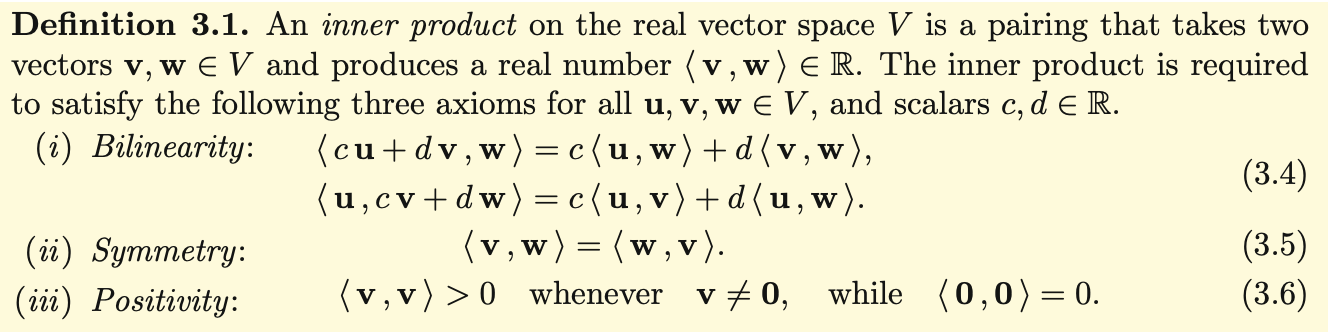 Definition 3.1. An inner product on the real vector space V is a pairing that takes two
vectors v, w ∈ V and produces a real number ⟨ v , w ⟩ ∈ ℝ. The inner product is required
to satisfy the following three axioms for all u, v, w ∈ V, and scalars c, d ∈ ℝ.
(i) Bilinearity: ⟨ c u + d v , w ⟩ = c ⟨ u , w ⟩ + d ⟨ v , w ⟩,
(3.4)
⟨ u , c v + d w ⟩ = c ⟨ u , v ⟩ + d ⟨ u , w ⟩.
(ii) Symmetry: ⟨ v , w ⟩ = ⟨ w , v ⟩. (3.5)
(iii) Positivity: ⟨ v , v ⟩ > 0 whenever v ≠ 0, while ⟨ 0 , 0 ⟩ = 0. (3.6)